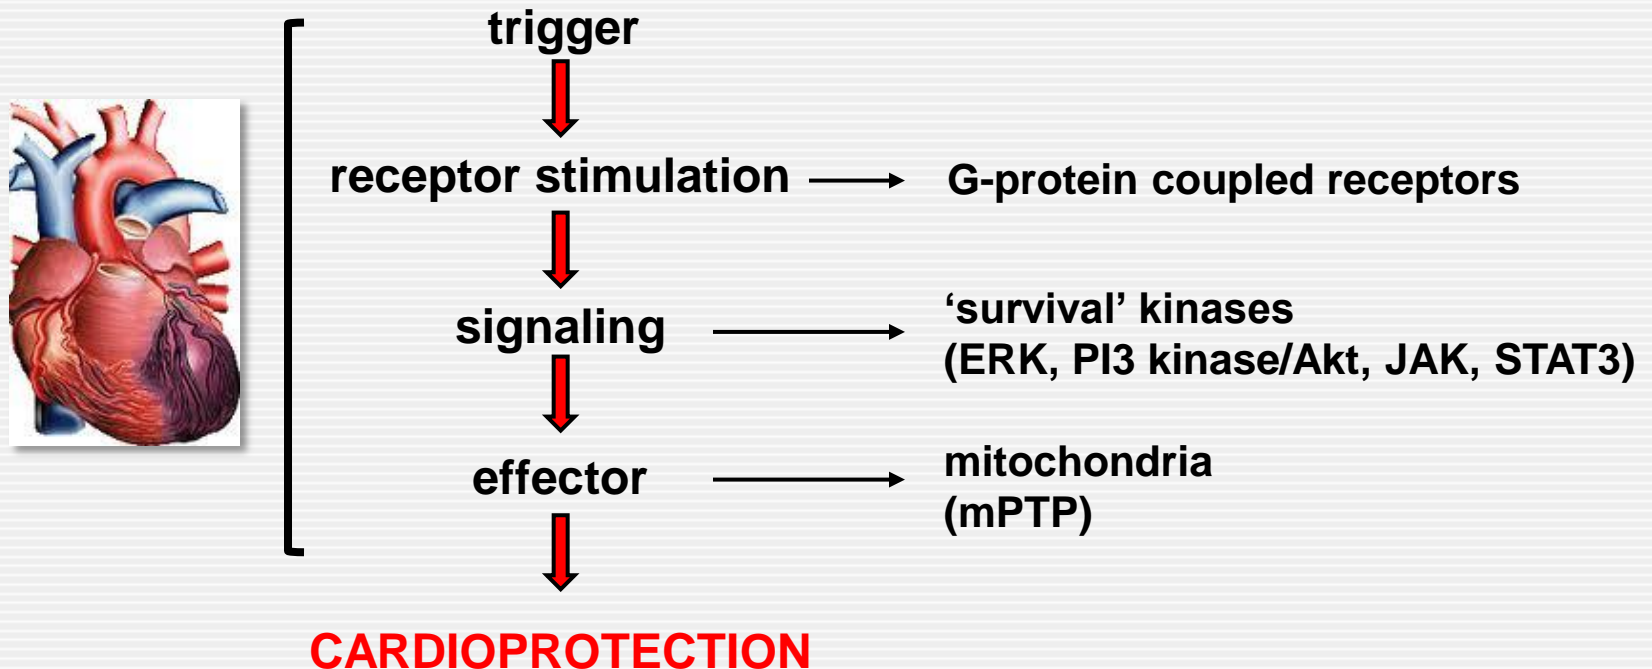 trigger
receptor stimulation
G-protein coupled receptors
signaling
‘survival’ kinases
(ERK, PI3 kinase/Akt, JAK, STAT3)
effector
mitochondria
(mPTP)
CARDIOPROTECTION